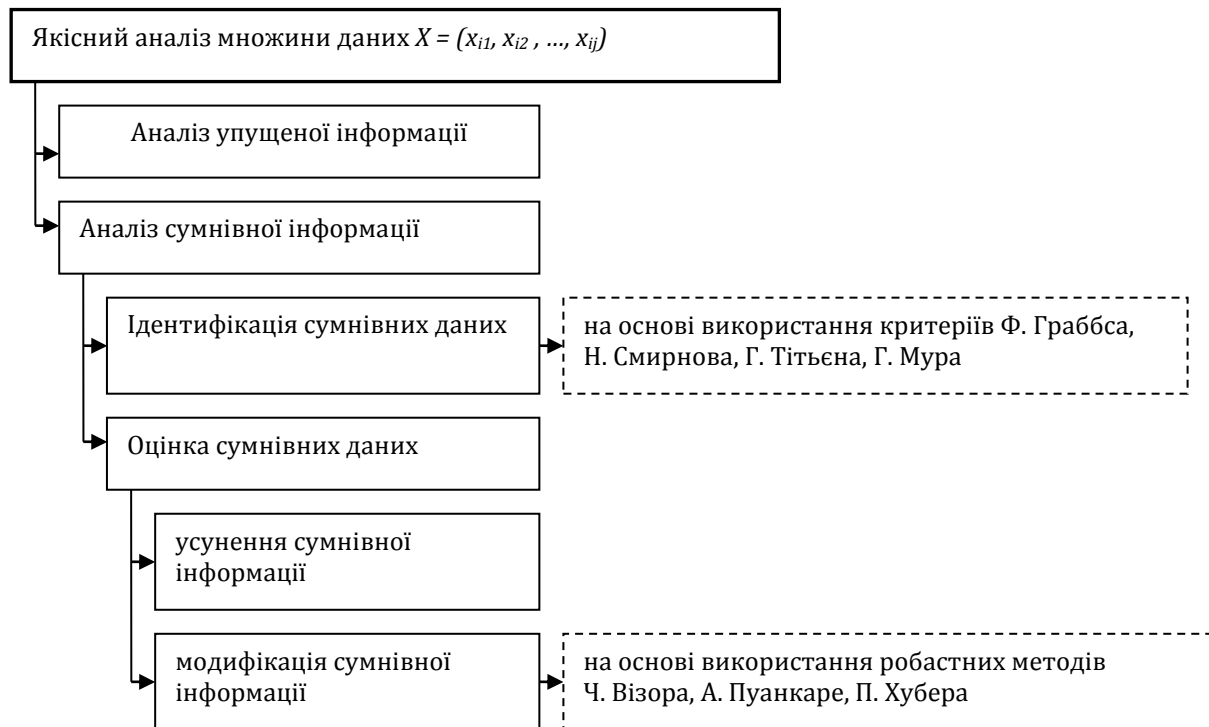 Якісний аналіз множини даних X = (xi1, xi2 , ..., xij)
Аналіз упущеної інформації
Аналіз сумнівної інформації
Ідентифікація сумнівних даних
на основі використання критеріїв Ф. Граббса,
Н. Смирнова, Г. Тітьєна, Г. Мура
Оцінка сумнівних даних
усунення сумнівної
інформації
модифікація сумнівної
інформації
на основі використання робастних методів
Ч. Візора, А. Пуанкаре, П. Хубера